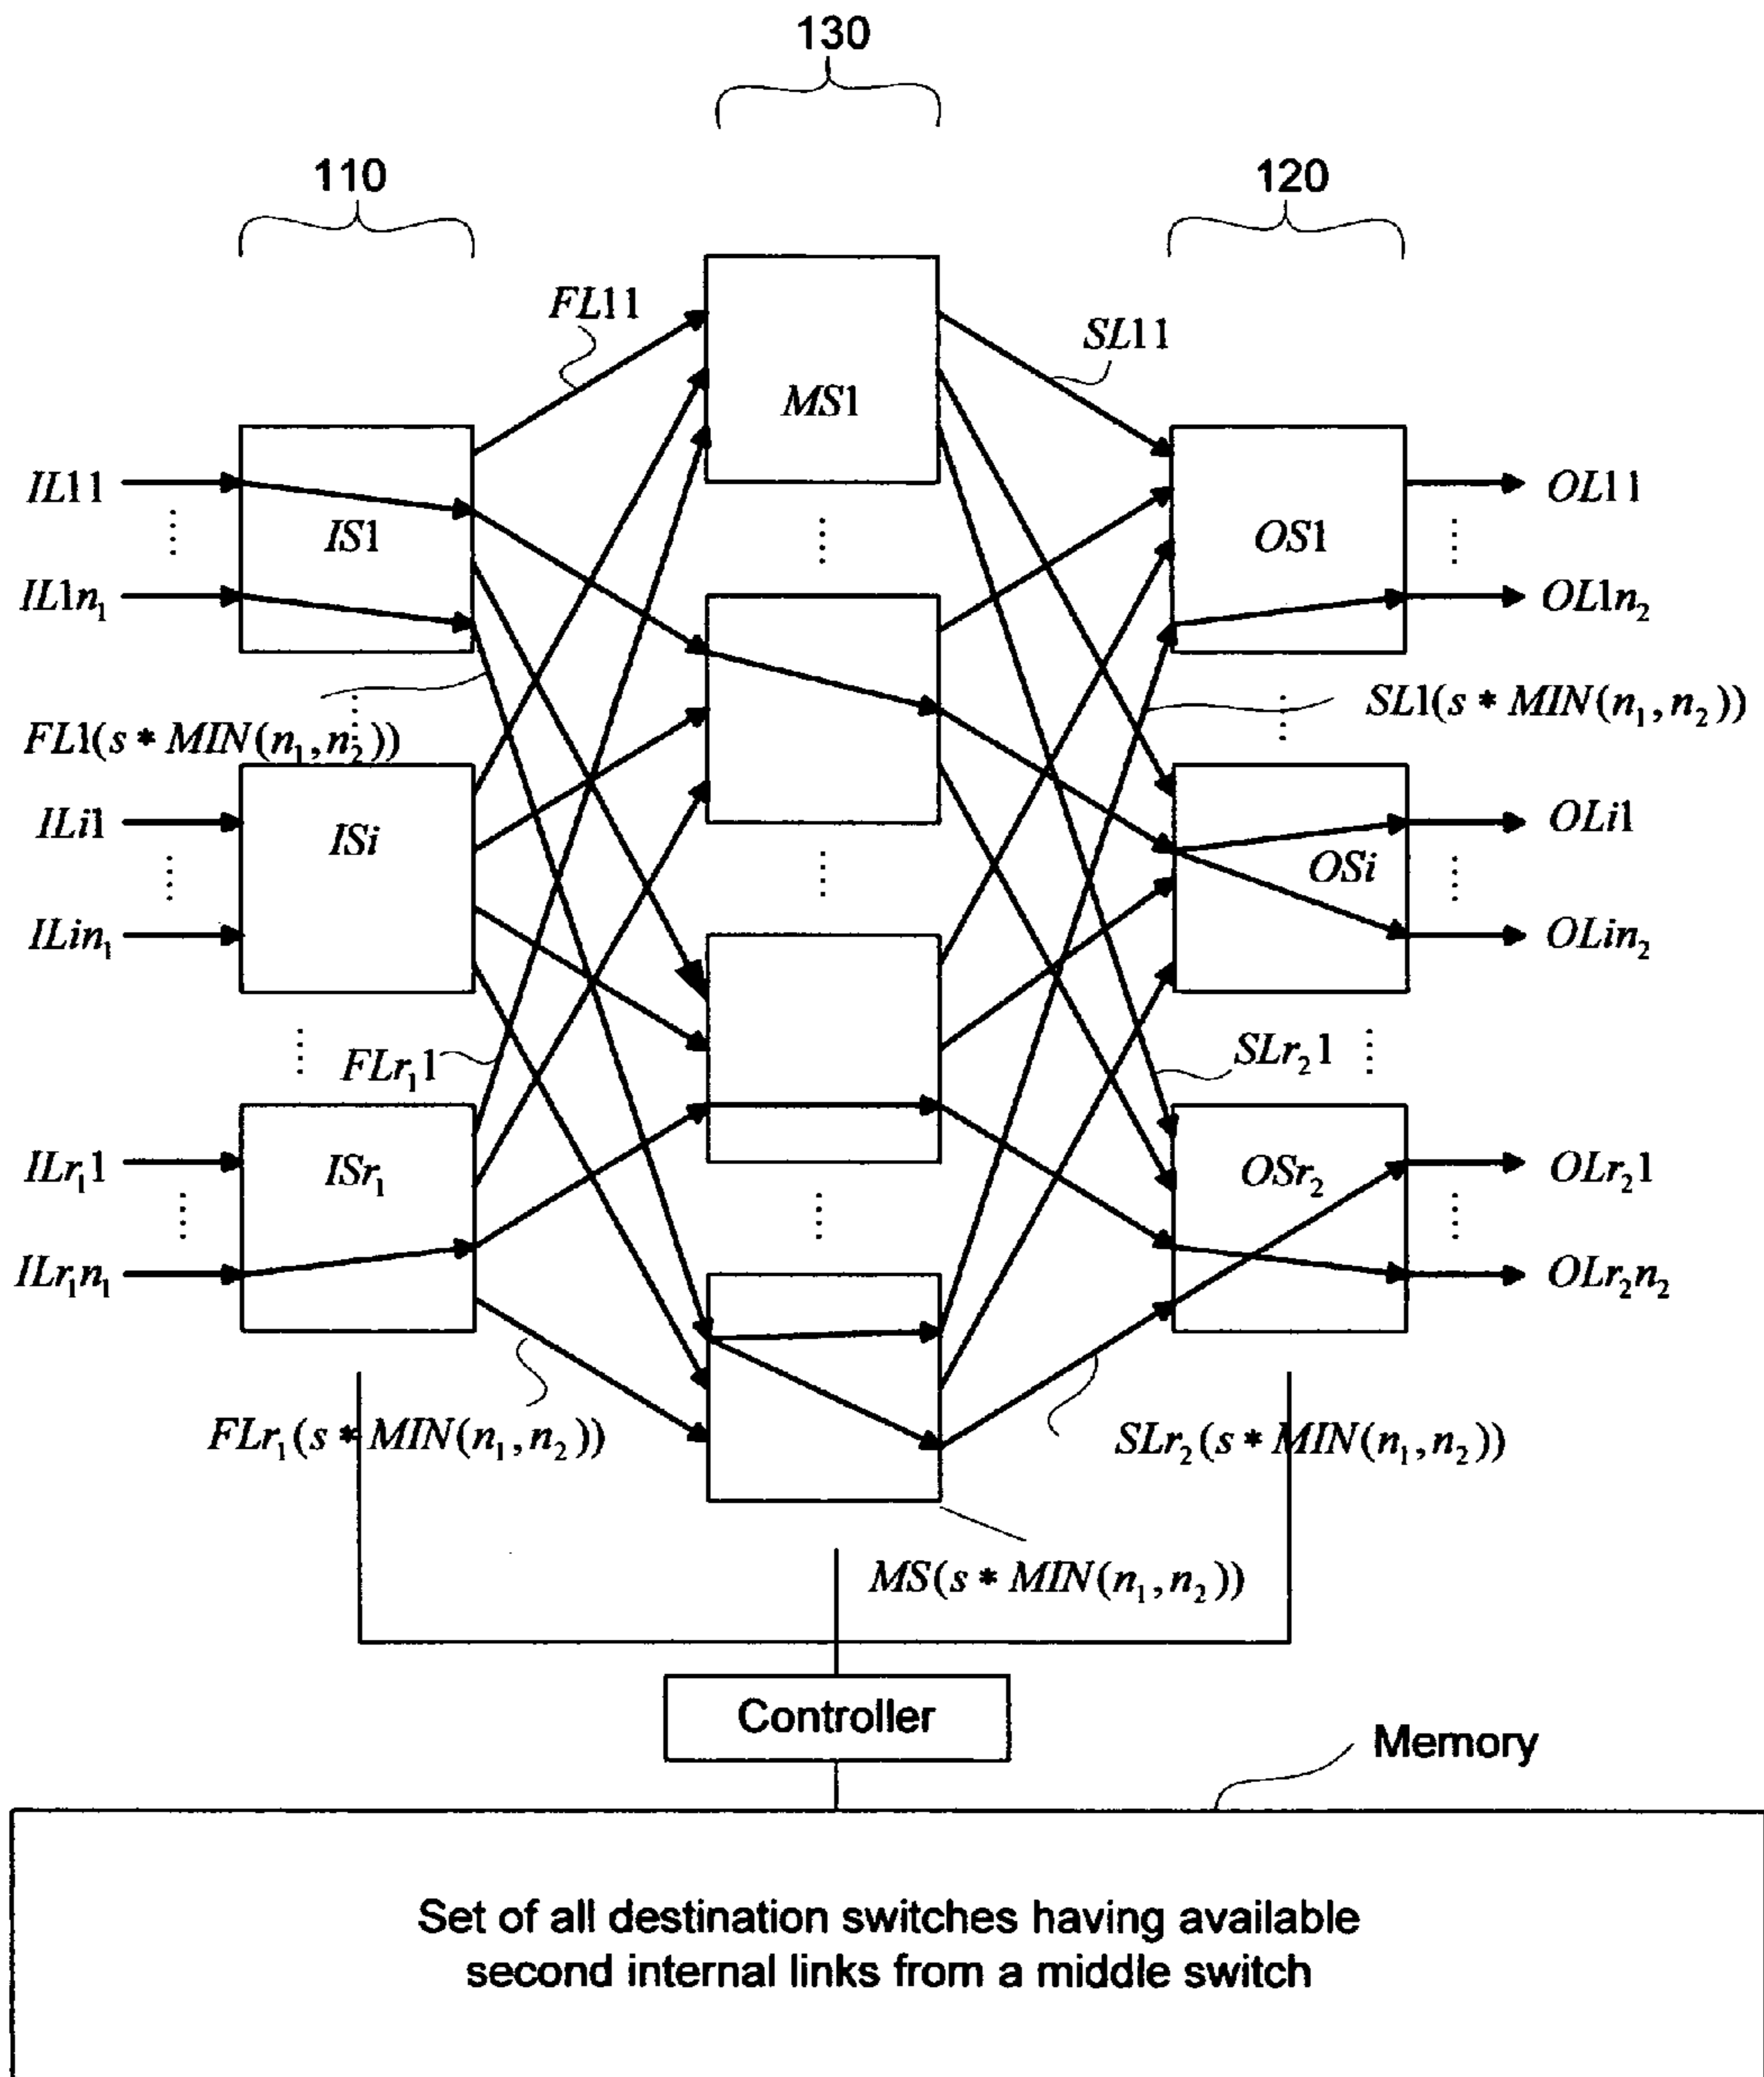 130
110
120
FL11
SL11
MS1
IL11
IS1
OS1
OL11
IL1n₁
OL1n₂
FL1(s * MIN(n₁,n₂))
SL1(s * MIN(n₁,n₂))
ILi1
ISi
OSi
OLi1
ILin₁
OLin₂
FLr₁1
SLr₂1
ILr₁1
ISr₁
OSr₂
OLr₂1
ILr₁n₁
OLr₂n₂
FLr₁(s * MIN(n₁,n₂))
SLr₂(s * MIN(n₁,n₂))
MS(s * MIN(n₁,n₂))
Controller
Memory
Set of all destination switches having available
second internal links from a middle switch